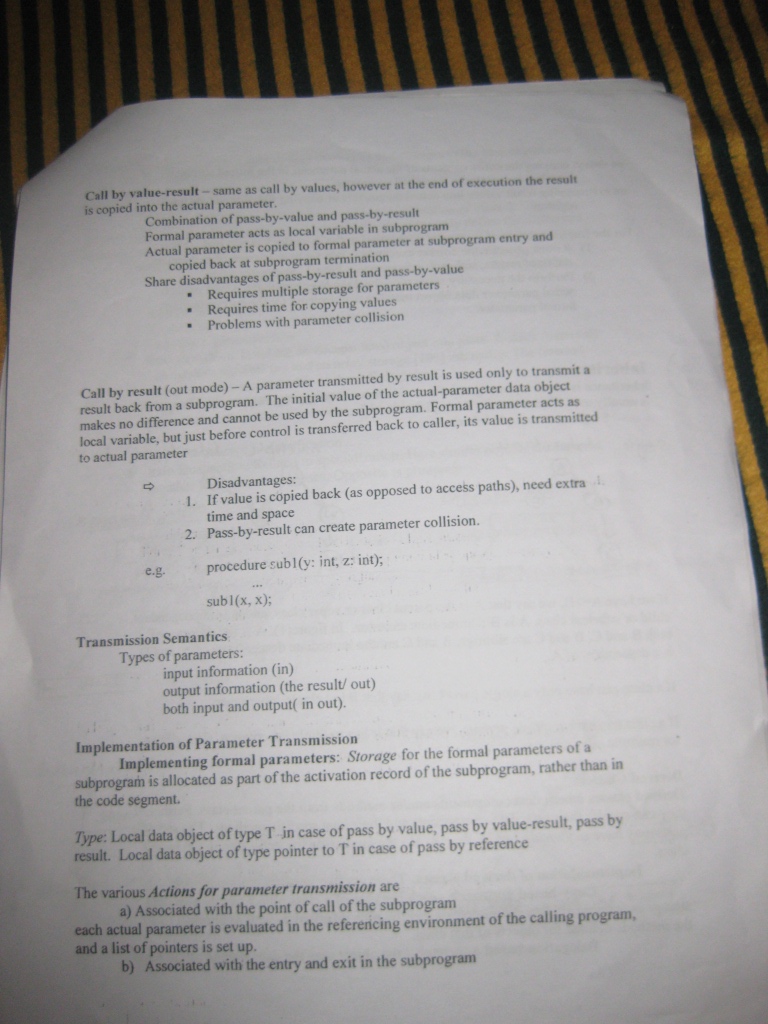 Call by value-result – same as call by values, however at the end of execution the result
is copied into the actual parameter.
Combination of pass-by-value and pass-by-result
Formal parameter acts as local variable in subprogram
Actual parameter is copied to formal parameter at subprogram entry and
copied back at subprogram termination
Share disadvantages of pass-by-result and pass-by-value
▪ Requires multiple storage for parameters
▪ Requires time for copying values
▪ Problems with parameter collision
Call by result (out mode) – A parameter transmitted by result is used only to transmit a
result back from a subprogram. The initial value of the actual-parameter data object
makes no difference and cannot be used by the subprogram. Formal parameter acts as
local variable, but just before control is transferred back to caller, its value is transmitted
to actual parameter
⇨ Disadvantages:
1. If value is copied back (as opposed to access paths), need extra
time and space
2. Pass-by-result can create parameter collision.
e.g. procedure sub1(y: int, z: int);
...
sub1(x, x);
Transmission Semantics
Types of parameters:
input information (in)
output information (the result/ out)
both input and output( in out).
Implementation of Parameter Transmission
Implementing formal parameters: Storage for the formal parameters of a
subprogram is allocated as part of the activation record of the subprogram, rather than in
the code segment.
Type: Local data object of type T in case of pass by value, pass by value-result, pass by
result. Local data object of type pointer to T in case of pass by reference
The various Actions for parameter transmission are
a) Associated with the point of call of the subprogram
each actual parameter is evaluated in the referencing environment of the calling program,
and a list of pointers is set up.
b) Associated with the entry and exit in the subprogram